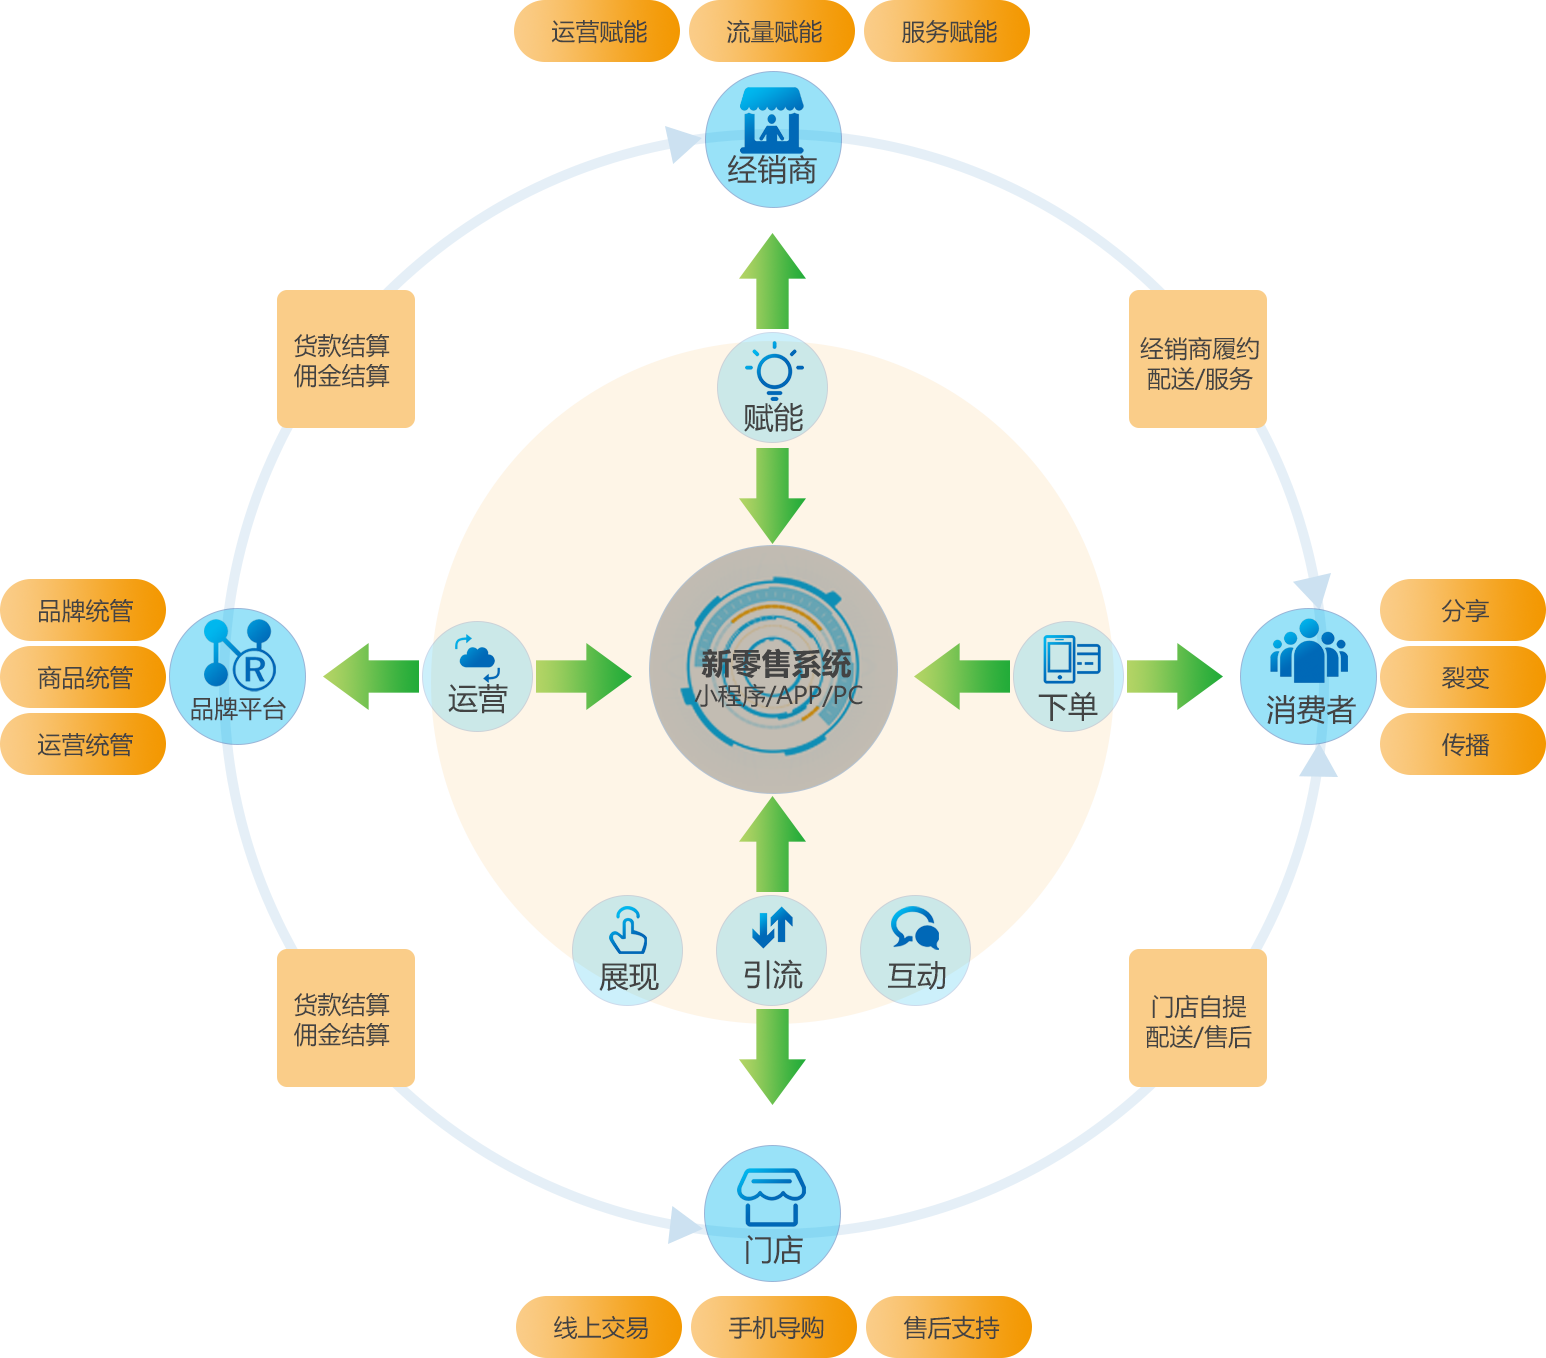 运营赋能
流量赋能
服务赋能
经销商
货款结算
佣金结算
经销商履约
配送/服务
赋能
品牌统管
商品统管
运营统管
R
品牌平台
运营
新零售系统
小程序/APP/PC
下单
消费者
分享
裂变
传播
展现
引流
互动
货款结算
佣金结算
门店自提
配送/售后
门店
线上交易
手机导购
售后支持